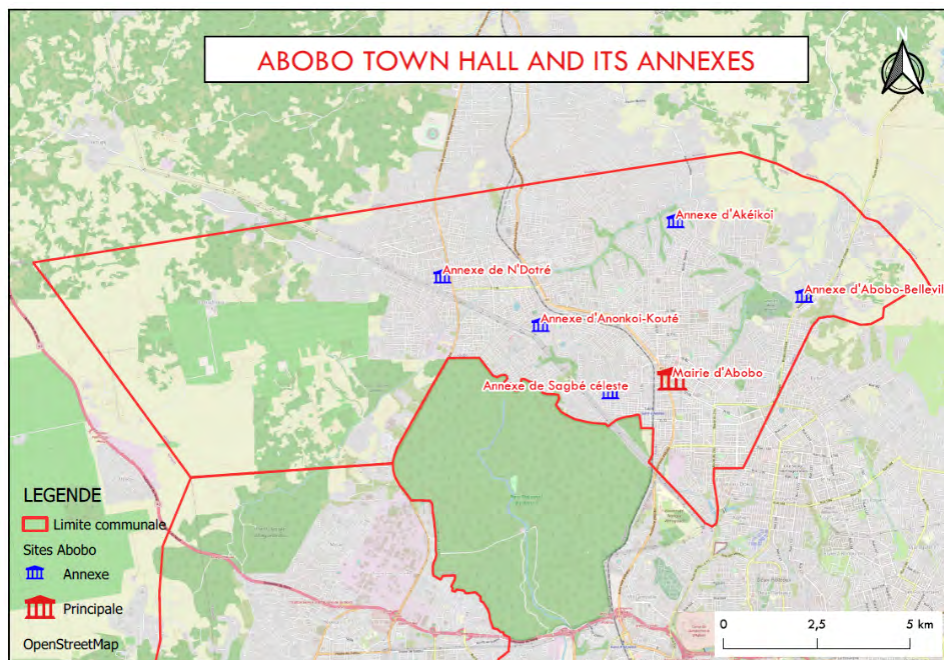 ABOBO TOWN HALL AND ITS ANNEXES
N
Annexe d'Akéikoi
Annexe de N'Dotré
Annexe d'Abobo-Bellevil
Annexe d'Anonkoi-Kouté
Mairie d'Abobo
Annexe de Sagbé céleste
LEGENDE
Limite communale
Sites Abobo
Annexe
Principale
OpenStreetMap
0 2,5 5 km